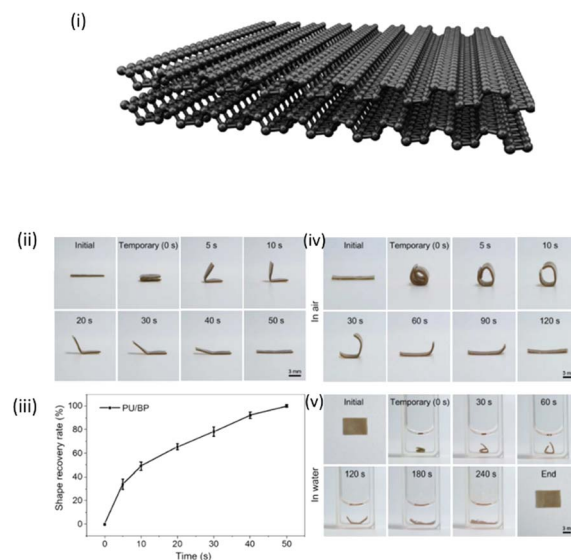 (i)
(ii)
Initial Temporary (0 s) 5 s 10 s
20 s 30 s 40 s 50 s
3 mm
(iv)
In air
Initial Temporary (0 s) 5 s 10 s
30 s 60 s 90 s 120 s
3 mm
(iii)
Shape recovery rate (%)
PU/BP
100
80
60
40
20
0
0 10 20 30 40 50
Time (s)
(v)
In water
Initial Temporary (0 s) 30 s 60 s
120 s 180 s 240 s End